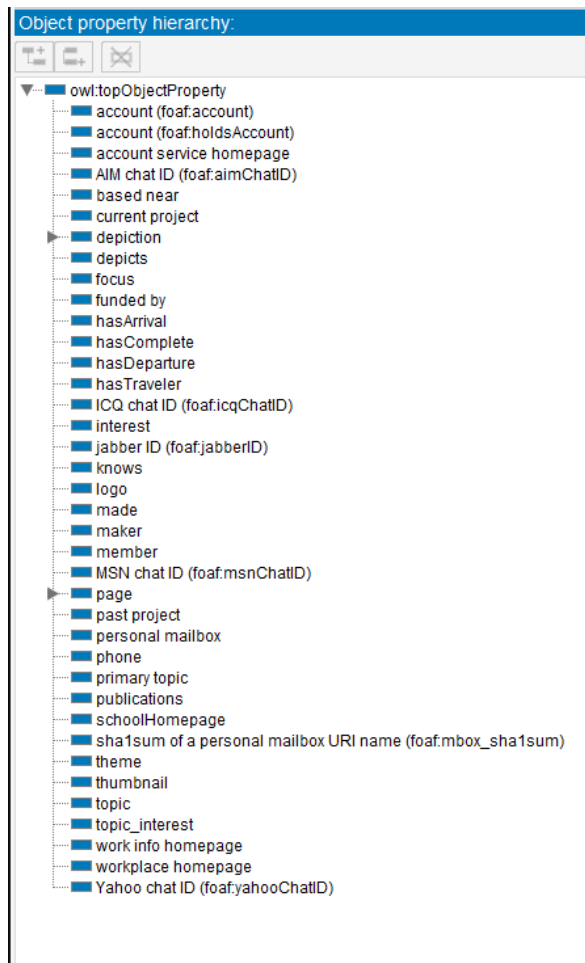 Object property hierarchy:
owl:topObjectProperty
account (foaf:account)
account (foaf:holdsAccount)
account service homepage
AIM chat ID (foaf:aimChatID)
based near
current project
depiction
depicts
focus
funded by
hasArrival
hasComplete
hasDeparture
hasTraveler
ICQ chat ID (foaf:icqChatID)
interest
jabber ID (foaf:jabberID)
knows
logo
made
maker
member
MSN chat ID (foaf:msnChatID)
page
past project
personal mailbox
phone
primary topic
publications
schoolHomepage
sha1sum of a personal mailbox URI name (foaf:mbox_sha1sum)
theme
thumbnail
topic
topic_interest
work info homepage
workplace homepage
Yahoo chat ID (foaf:yahooChatID)